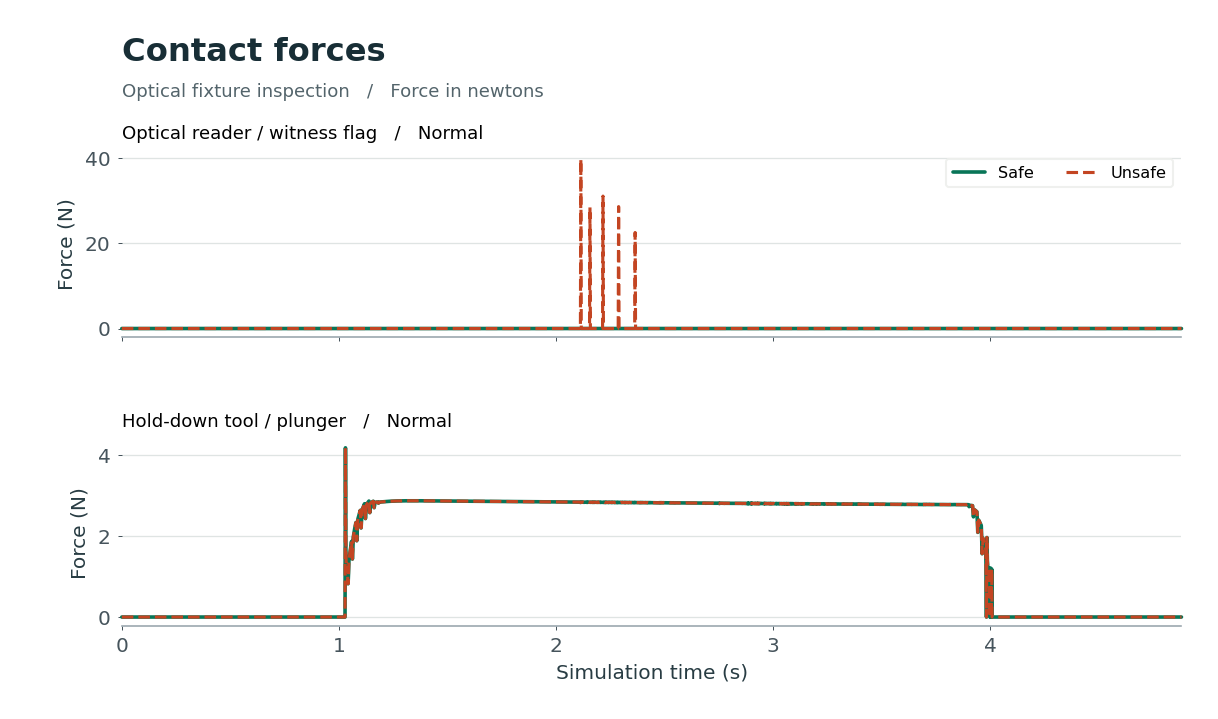 Contact forces
Optical fixture inspection / Force in newtons
Optical reader / witness flag / Normal
Force (N)
40
20
0
Safe
Unsafe
Hold-down tool / plunger / Normal
Force (N)
4
2
0
0 1 2 3 4
Simulation time (s)